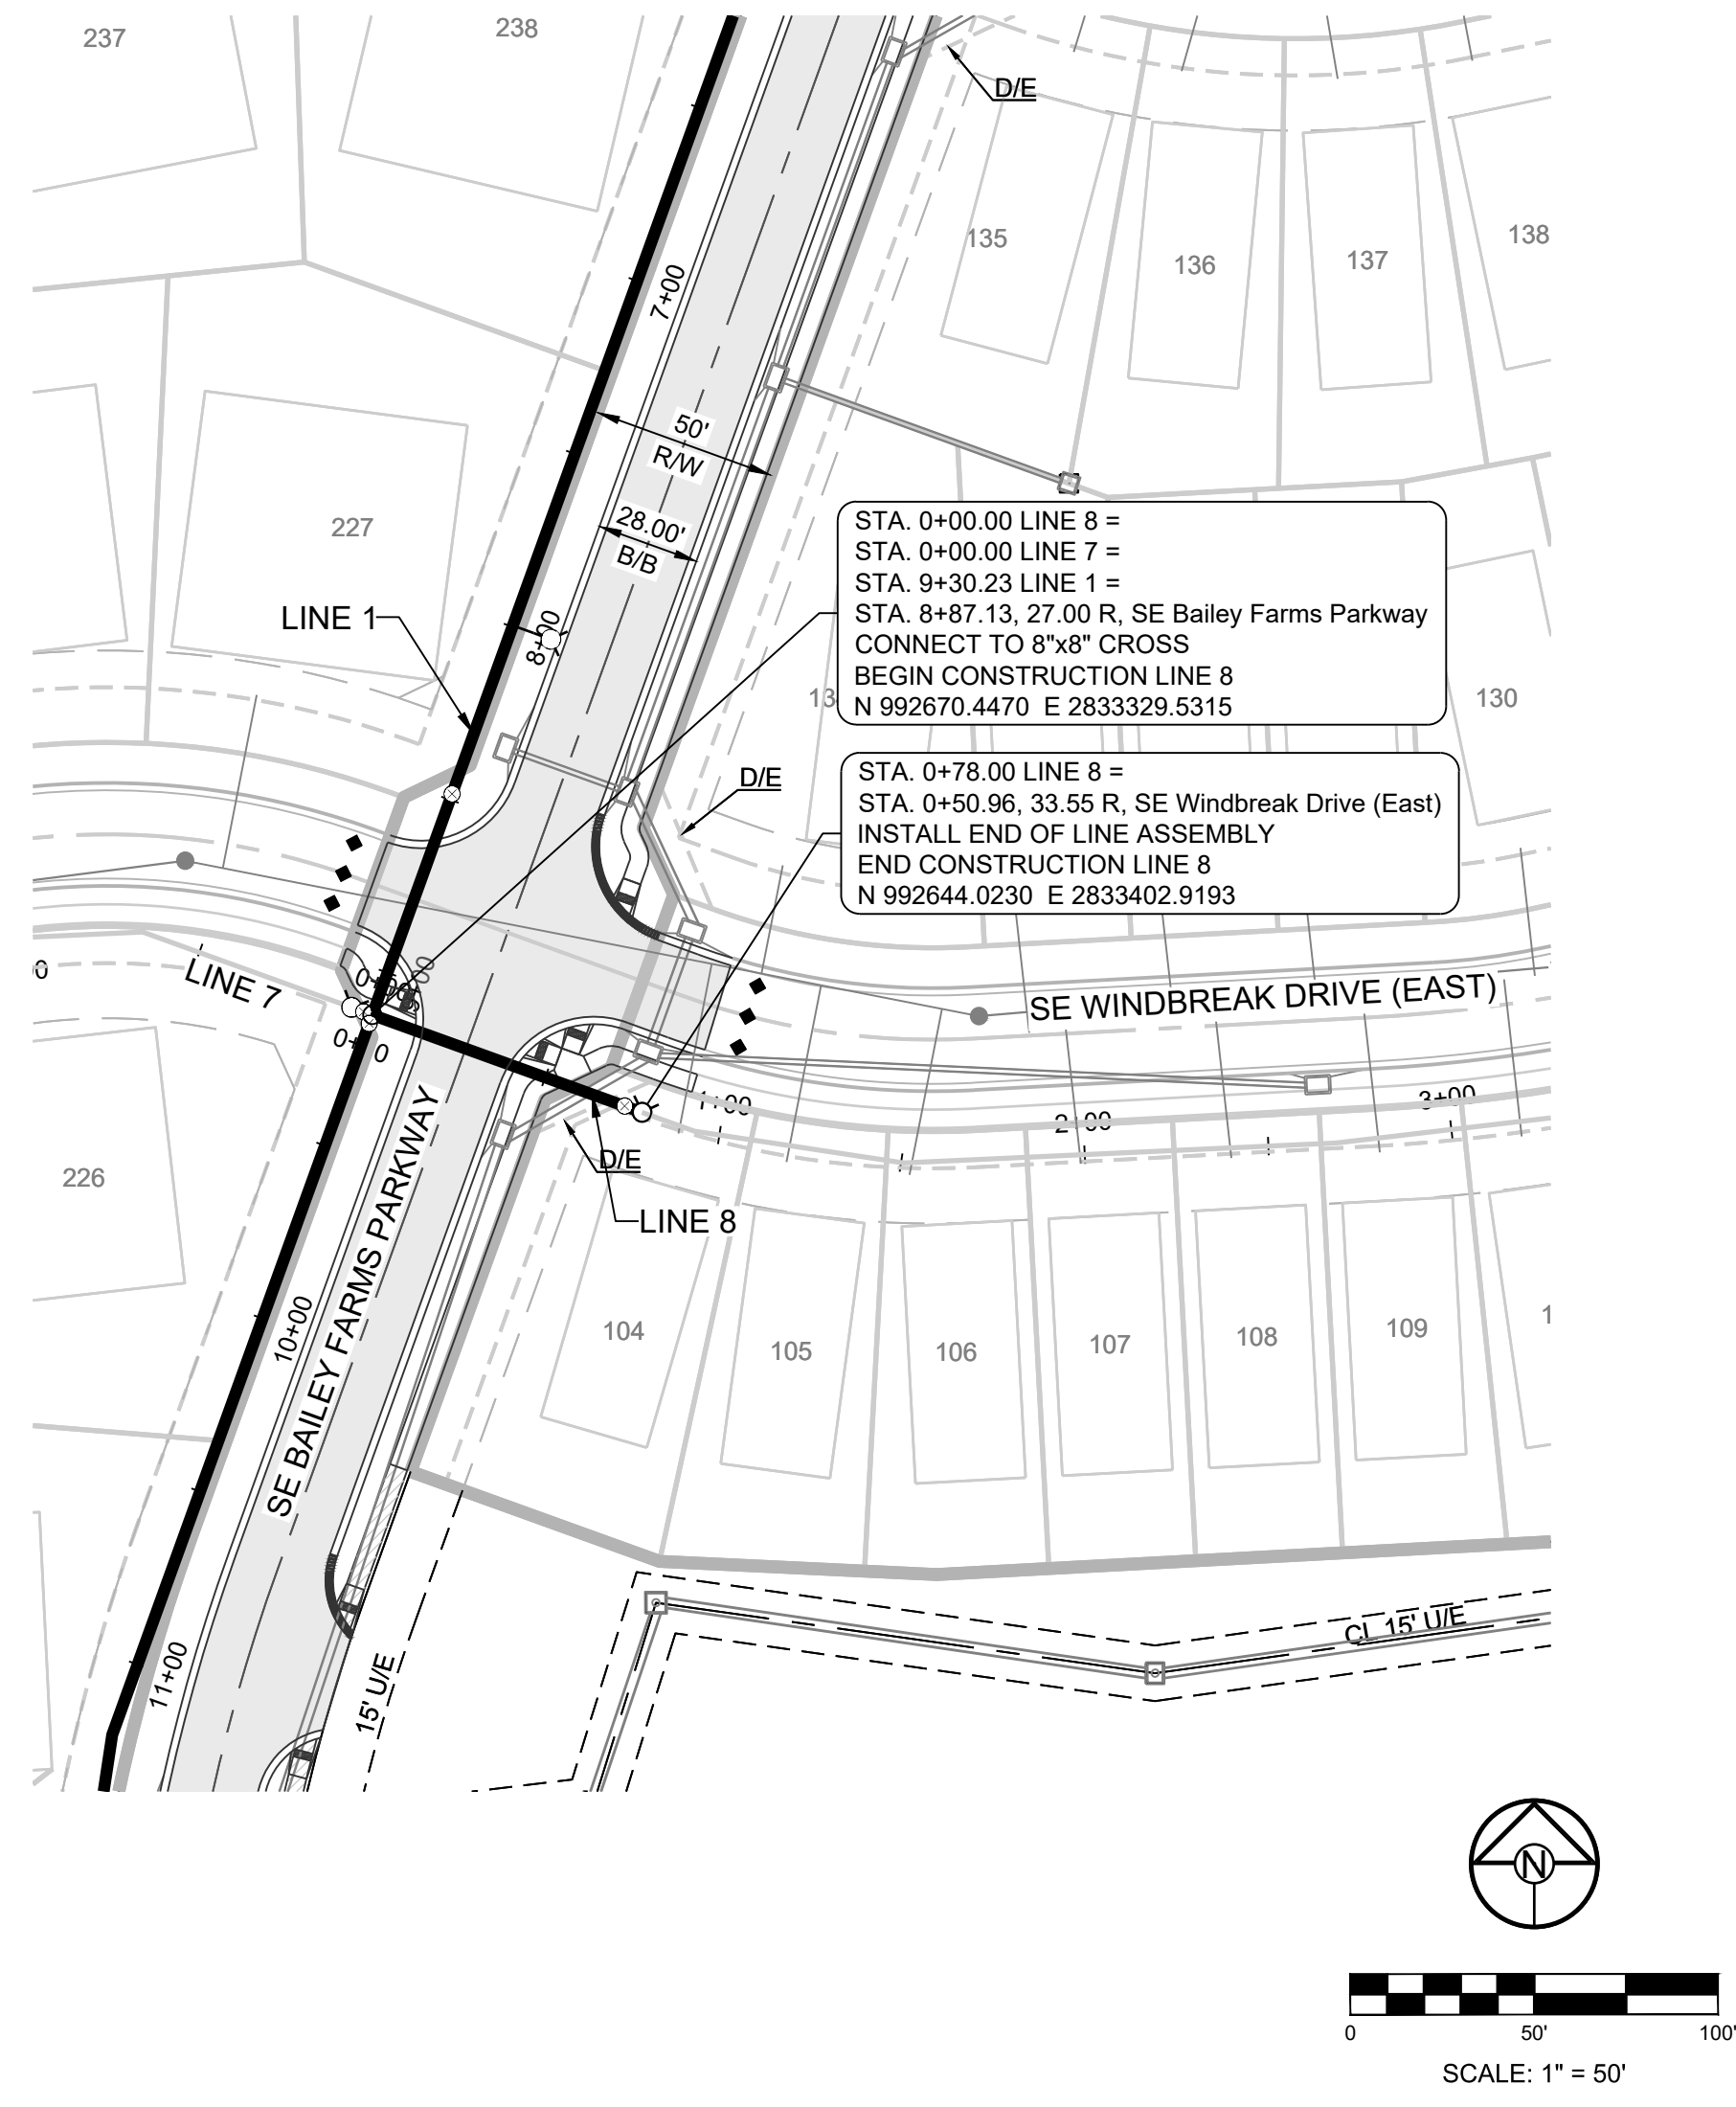 237
238
D/E
135
136
137
138
7+00
50'
R/W
28.00'
B/B
227
LINE 1
8+00
STA. 0+00.00 LINE 8 =
STA. 0+00.00 LINE 7 =
STA. 9+30.23 LINE 1 =
STA. 8+87.13, 27.00 R, SE Bailey Farms Parkway
CONNECT TO 8"x8" CROSS
BEGIN CONSTRUCTION LINE 8
N 992670.4470 E 2833329.5315
130
D/E
STA. 0+78.00 LINE 8 =
STA. 0+50.96, 33.55 R, SE Windbreak Drive (East)
INSTALL END OF LINE ASSEMBLY
END CONSTRUCTION LINE 8
N 992644.0230 E 2833402.9193
LINE 7
SE WINDBREAK DRIVE (EAST)
1+00
2+00
3+00
D/E
LINE 8
226
SE BAILEY FARMS PARKWAY
104
105
106
107
108
109
10+00
11+00
15' U/E
CL 15' U/E
N
0
50'
100'
SCALE: 1" = 50'